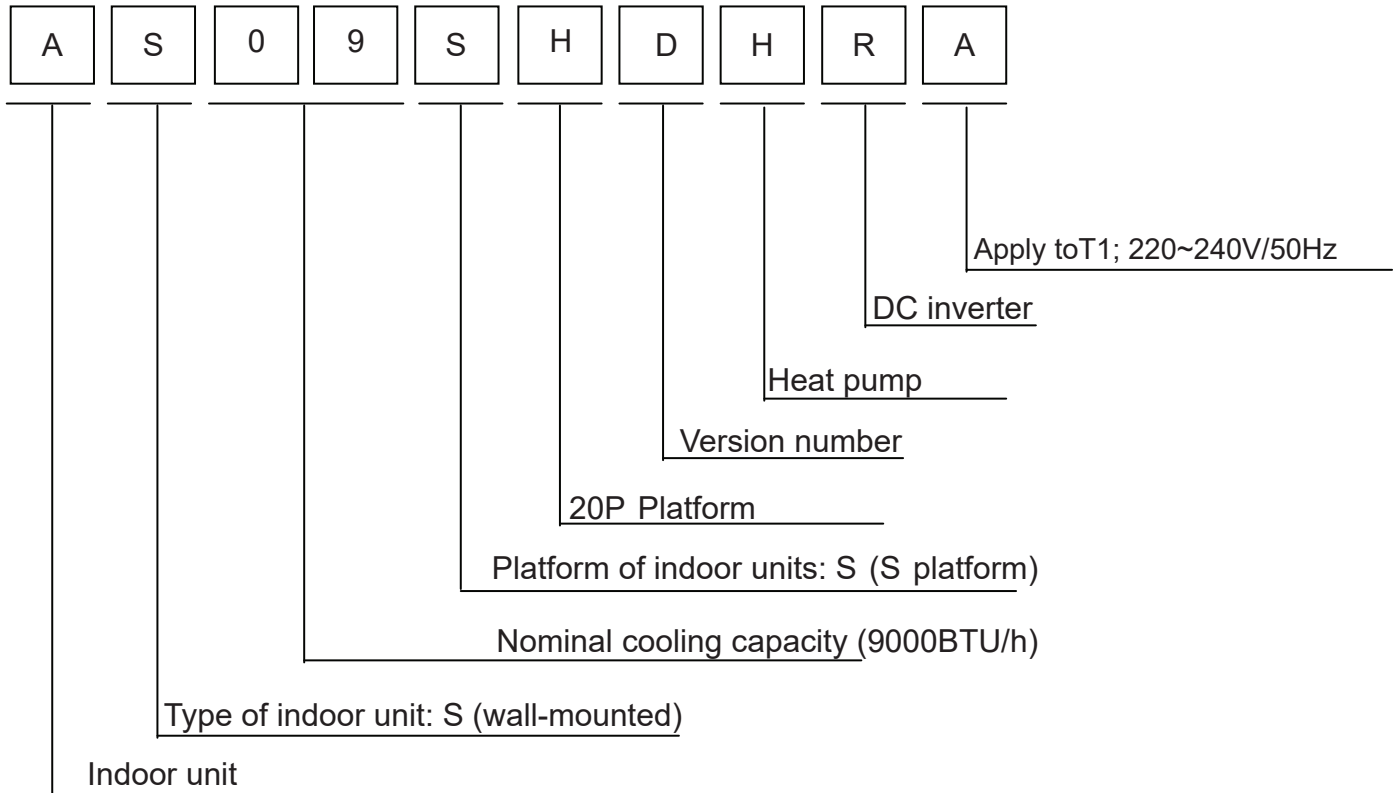 A S 0 9 S H D H R A
Apply toT1; 220~240V/50Hz
DC inverter
Heat pump
Version number
20P Platform
Platform of indoor units: S (S platform)
Nominal cooling capacity (9000BTU/h)
Type of indoor unit: S (wall-mounted)
Indoor unit